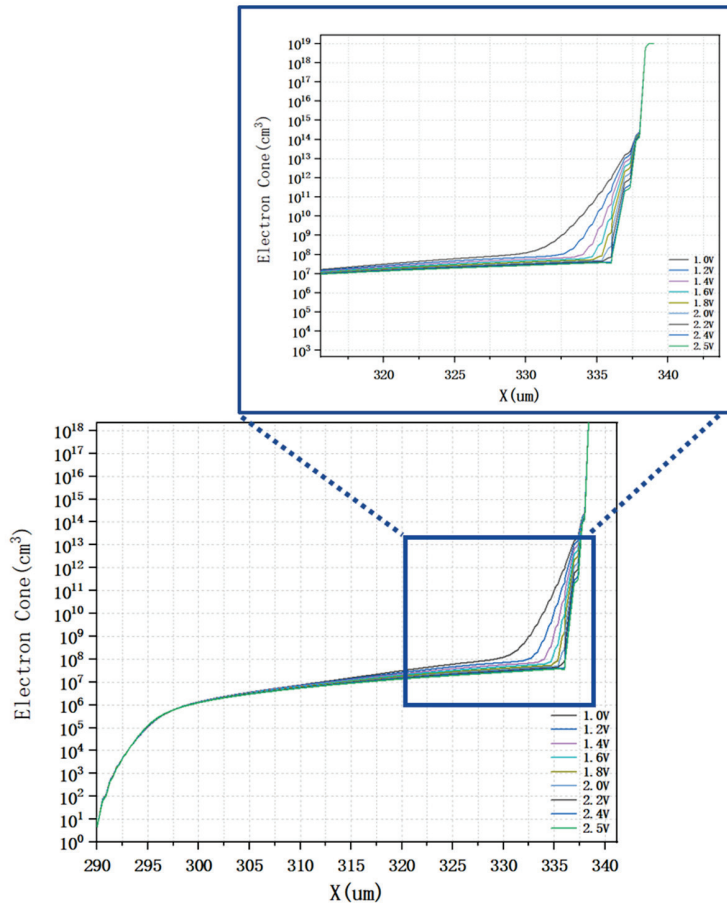 Electron Cone(cm³)
10¹⁹
10¹⁸
10¹⁷
10¹⁶
10¹⁵
10¹⁴
10¹³
10¹²
10¹¹
10¹⁰
10⁹
10⁸
10⁷
10⁶
10⁵
10⁴
10³
1.0V
1.2V
1.4V
1.6V
1.8V
2.0V
2.2V
2.4V
2.5V
320
325
330
335
340
X(um)
Electron Cone(cm³)
10¹⁸
10¹⁷
10¹⁶
10¹⁵
10¹⁴
10¹³
10¹²
10¹¹
10¹⁰
10⁹
10⁸
10⁷
10⁶
10⁵
10⁴
10³
10²
10¹
10⁰
1.0V
1.2V
1.4V
1.6V
1.8V
2.0V
2.2V
2.4V
2.5V
290
295
300
305
310
315
320
325
330
335
340
X(um)